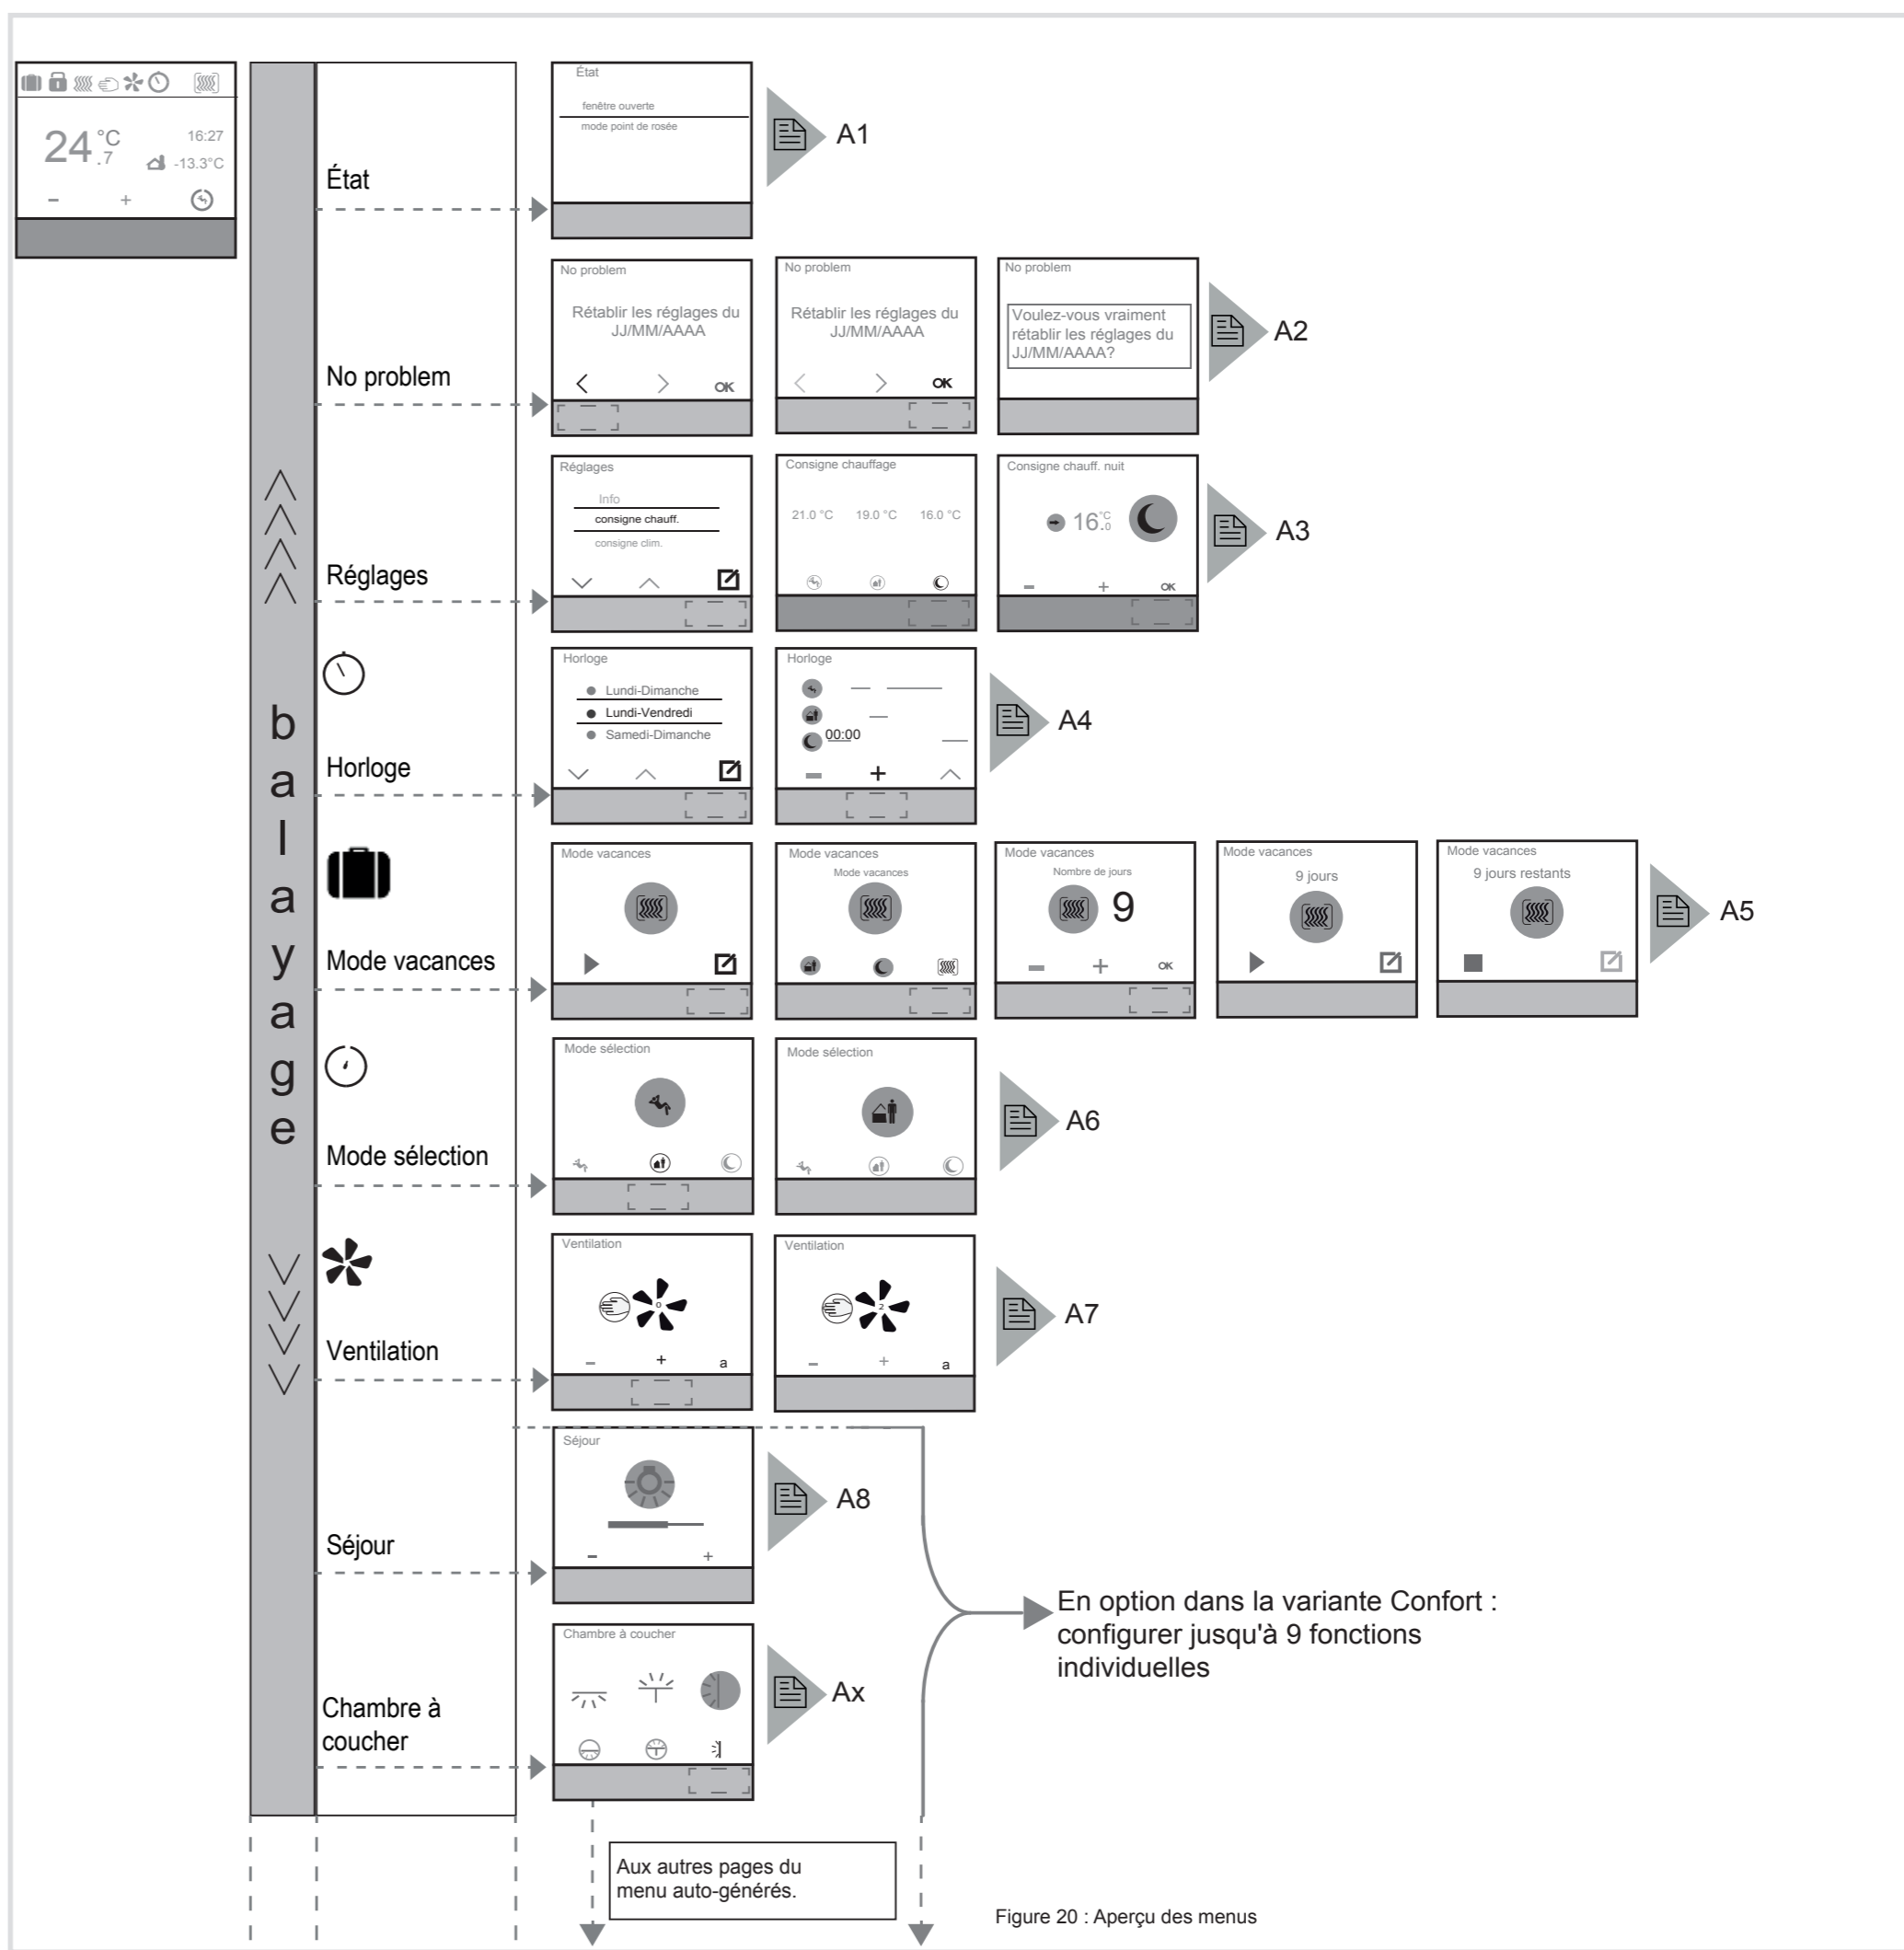 24 °C .7
16:27
-13.3°C
- +
balayage
État
État
fenêtre ouverte
mode point de rosée
A1
No problem
No problem
Rétablir les réglages du
JJ/MM/AAAA
OK
No problem
Rétablir les réglages du
JJ/MM/AAAA
OK
No problem
Voulez-vous vraiment
rétablir les réglages du
JJ/MM/AAAA?
A2
Réglages
Réglages
Info
consigne chauff.
consigne clim.
Consigne chauffage
21.0 °C 19.0 °C 16.0 °C
Consigne chauff. nuit
16.0 °C
- + OK
A3
Horloge
Horloge
Lundi-Dimanche
Lundi-Vendredi
Samedi-Dimanche
Horloge
00:00
- +
A4
Mode vacances
Mode vacances
Mode vacances
Mode vacances
Mode vacances
Nombre de jours
9
- + OK
Mode vacances
9 jours
Mode vacances
9 jours restants
A5
Mode sélection
Mode sélection
Mode sélection
A6
Ventilation
Ventilation
0
- + a
Ventilation
2
- + a
A7
Séjour
Séjour
- +
A8
Chambre à
coucher
Chambre à coucher
Ax
En option dans la variante Confort :
configurer jusqu'à 9 fonctions
individuelles
Aux autres pages du
menu auto-générés.
Figure 20 : Aperçu des menus